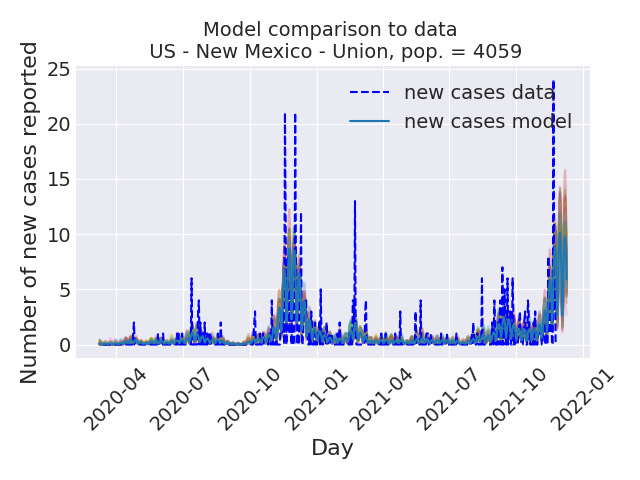 Model comparison to data
US - New Mexico - Union, pop. = 4059
Number of new cases reported
25
20
15
10
5
0
new cases data
new cases model
2020-04
2020-07
2020-10
2021-01
2021-04
2021-07
2021-10
2022-01
Day